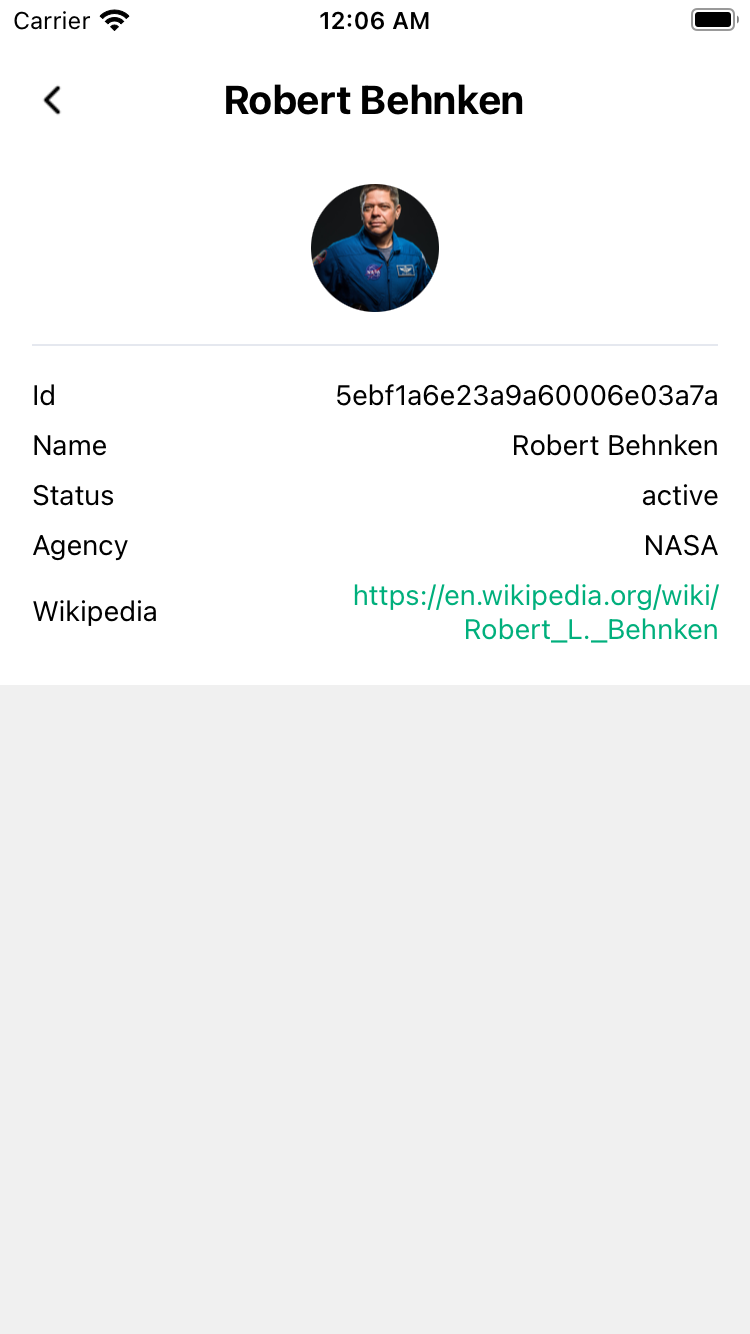 Carrier 12:06 AM
Robert Behnken
NASA
Id 5ebf1a6e23a9a60006e03a7a
Name Robert Behnken
Status active
Agency NASA
Wikipedia https://en.wikipedia.org/wiki/
Robert_L._Behnken